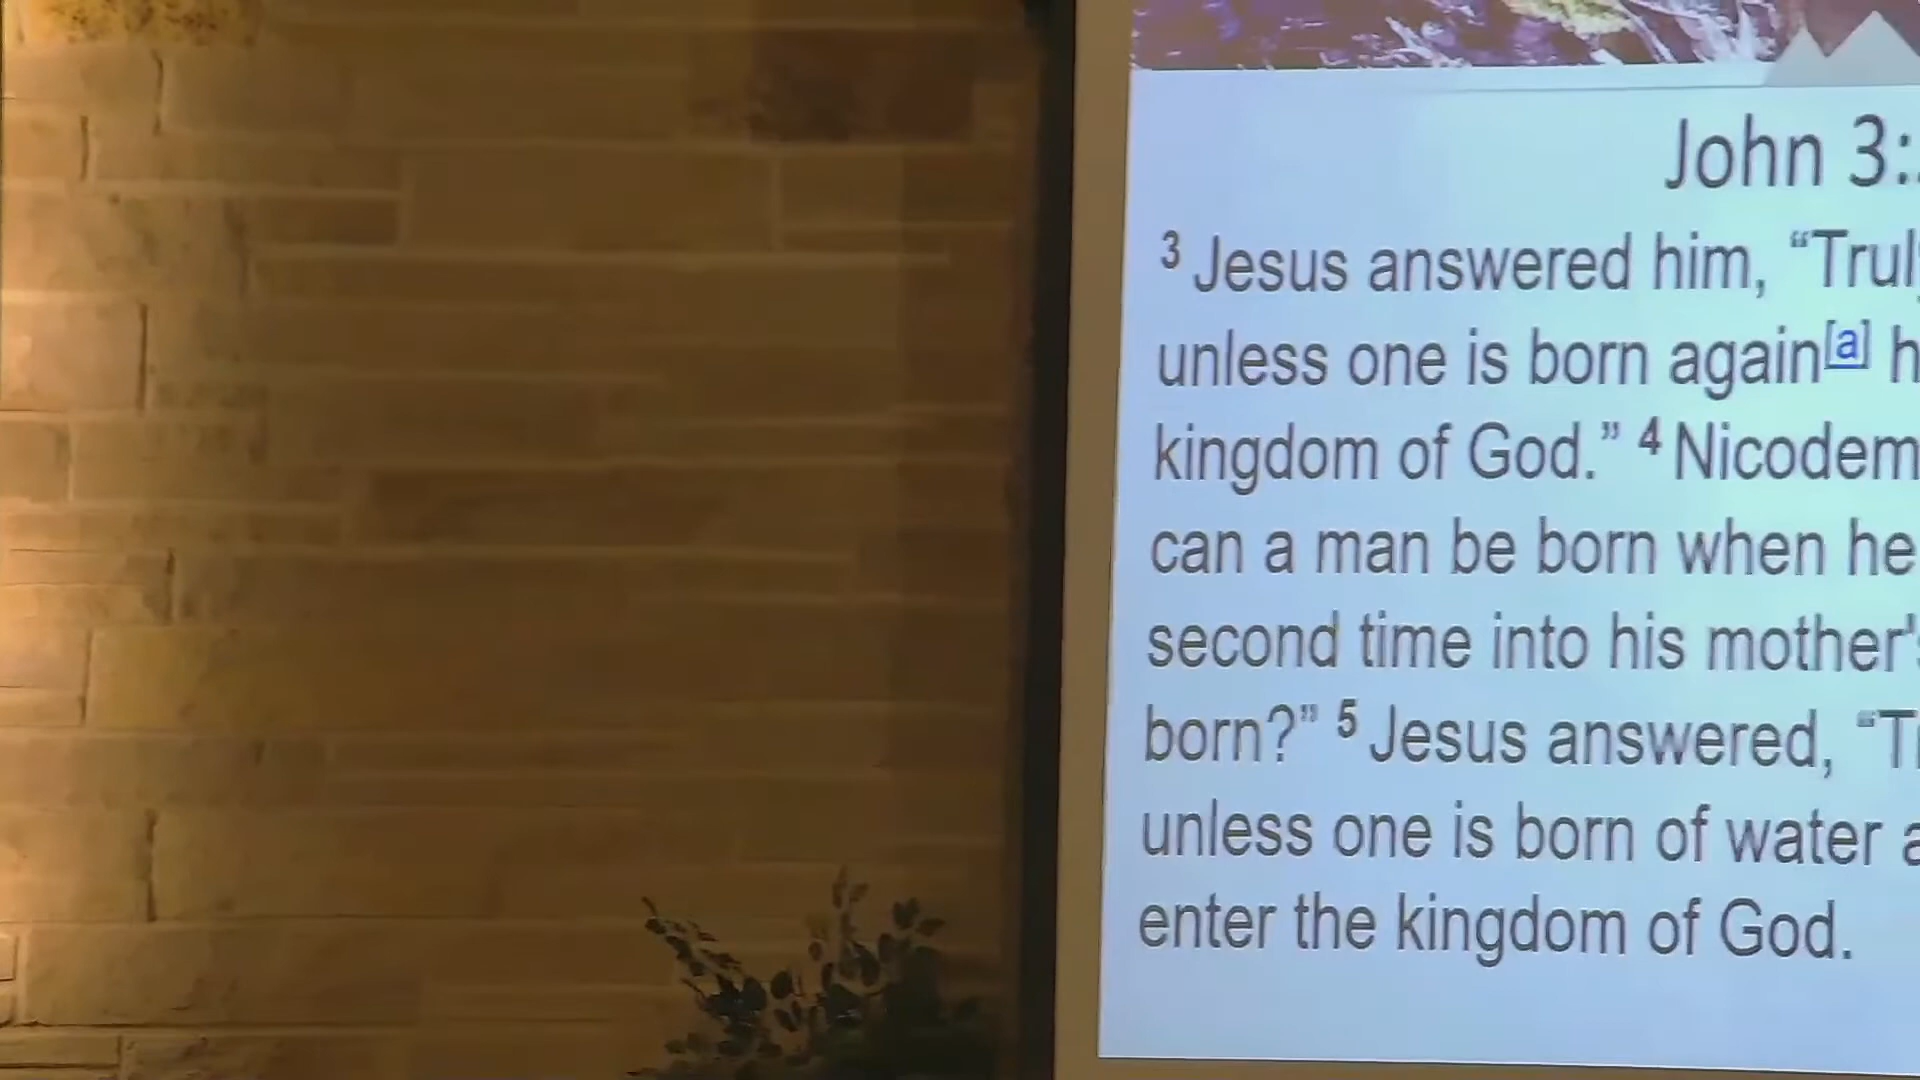 John 3:
3 Jesus answered him, “Truly
unless one is born again[a] h
kingdom of God.” 4 Nicodem
can a man be born when he
second time into his mother's
born?” 5 Jesus answered, “T
unless one is born of water a
enter the kingdom of God.